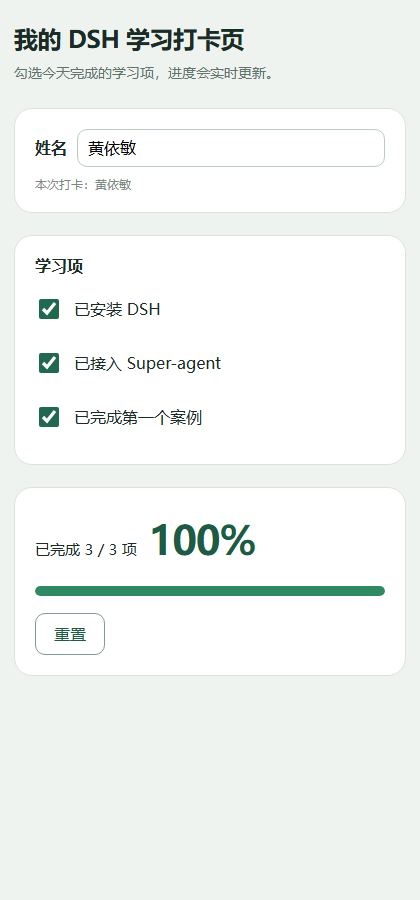 我的 DSH 学习打卡页
勾选今天完成的学习项，进度会实时更新。
姓名 黄依敏
本次打卡：黄依敏
学习项
已安装 DSH
已接入 Super-agent
已完成第一个案例
已完成 3 / 3 项 100%
重置